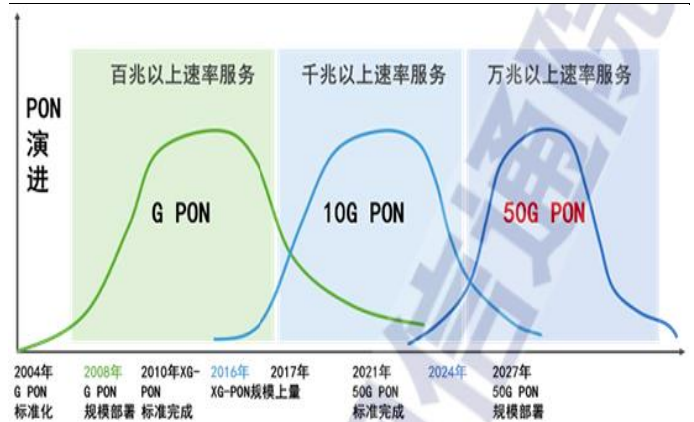 百兆以上速率服务
千兆以上速率服务
万兆以上速率服务
PON
演
进
G PON
10G PON
50G PON
2004年
G PON
标准化
2008年
G PON
规模部署
2010年XG-
PON
标准完成
2016年
XG-PON规模上量
2017年
2021年
50G PON
标准完成
2024年
2027年
50G PON
规模部署
信通院